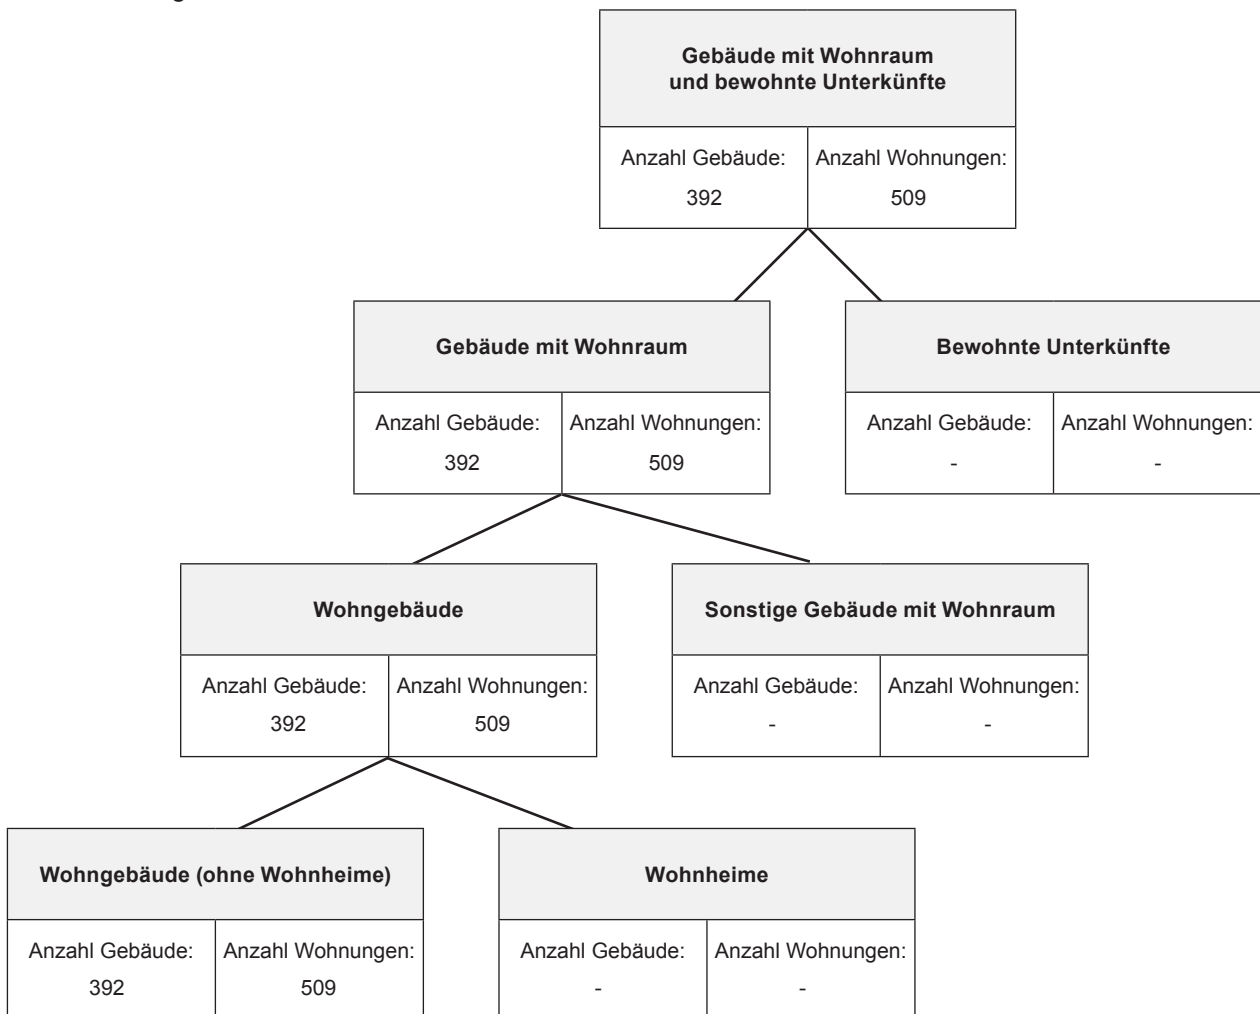 Gebäude mit Wohnraum
und bewohnte Unterkünfte
Anzahl Gebäude: Anzahl Wohnungen:
392 509
Gebäude mit Wohnraum
Anzahl Gebäude: Anzahl Wohnungen:
392 509
Bewohnte Unterkünfte
Anzahl Gebäude: Anzahl Wohnungen:
- -
Wohngebäude
Anzahl Gebäude: Anzahl Wohnungen:
392 509
Sonstige Gebäude mit Wohnraum
Anzahl Gebäude: Anzahl Wohnungen:
- -
Wohngebäude (ohne Wohnheime)
Anzahl Gebäude: Anzahl Wohnungen:
392 509
Wohnheime
Anzahl Gebäude: Anzahl Wohnungen:
- -